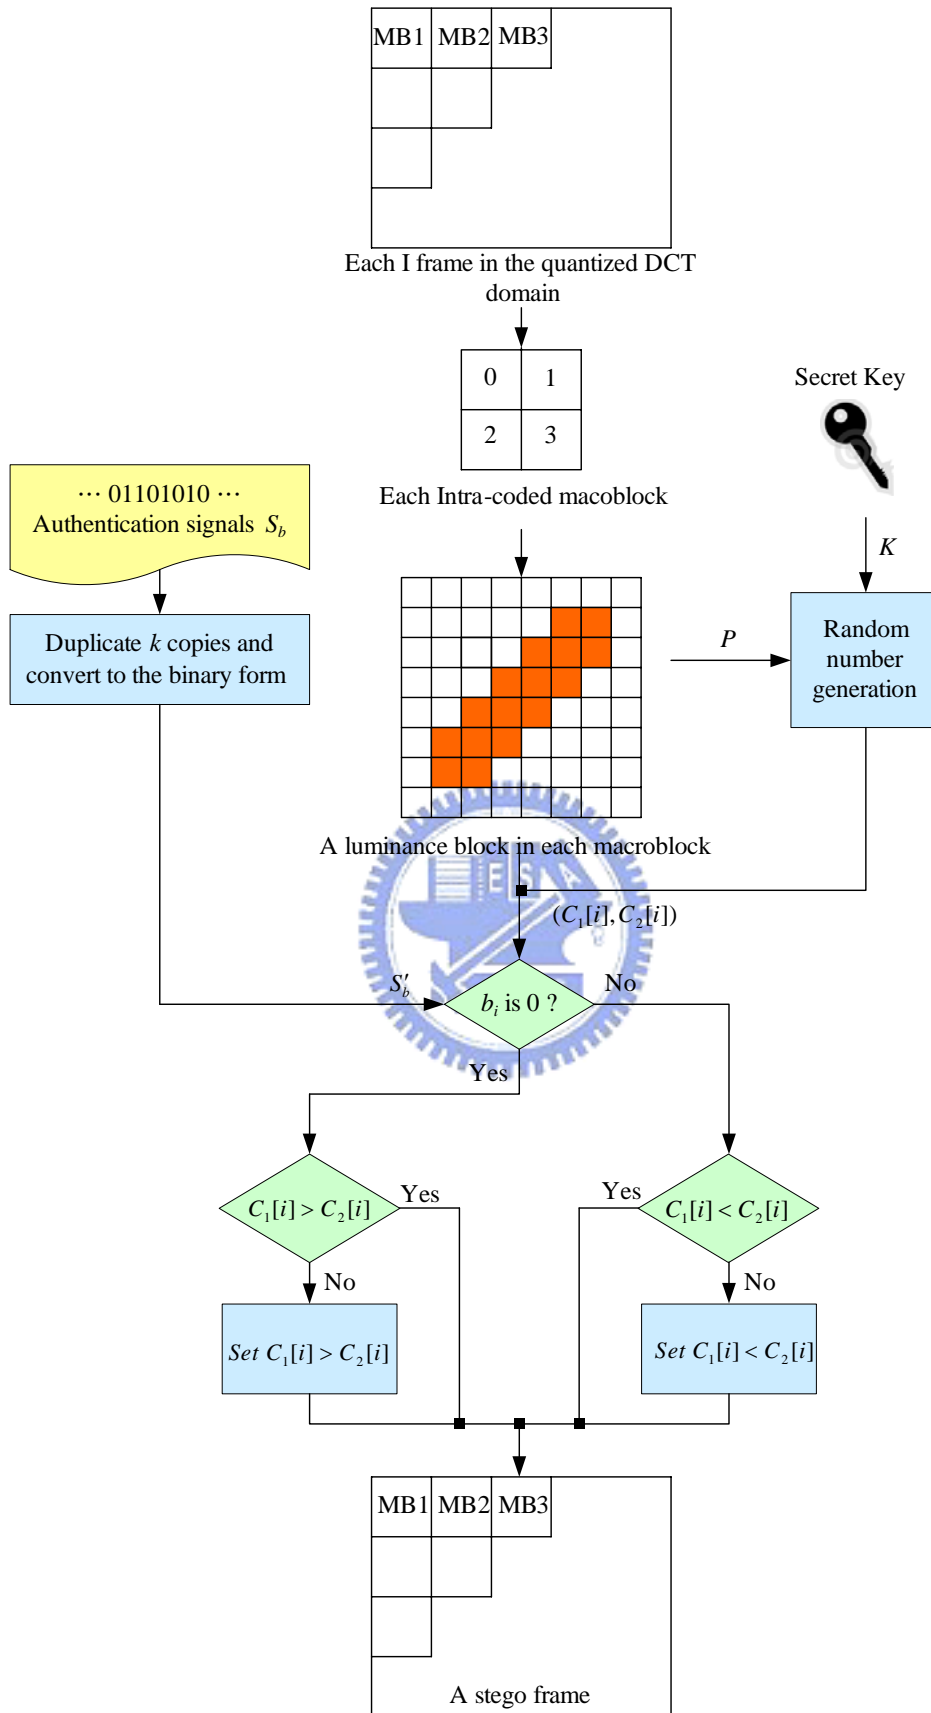 MB1 MB2 MB3
Each I frame in the quantized DCT
domain
0 1
2 3
Each Intra-coded macoblock
Secret Key
K
··· 01101010 ···
Authentication signals S_b
Duplicate k copies and
convert to the binary form
P
Random
number
generation
A luminance block in each macroblock
(C_1[i], C_2[i])
S'_b
b_i is 0 ?
No
Yes
C_1[i] > C_2[i]
Yes
No
Set C_1[i] > C_2[i]
Yes
C_1[i] < C_2[i]
No
Set C_1[i] < C_2[i]
MB1 MB2 MB3
A stego frame